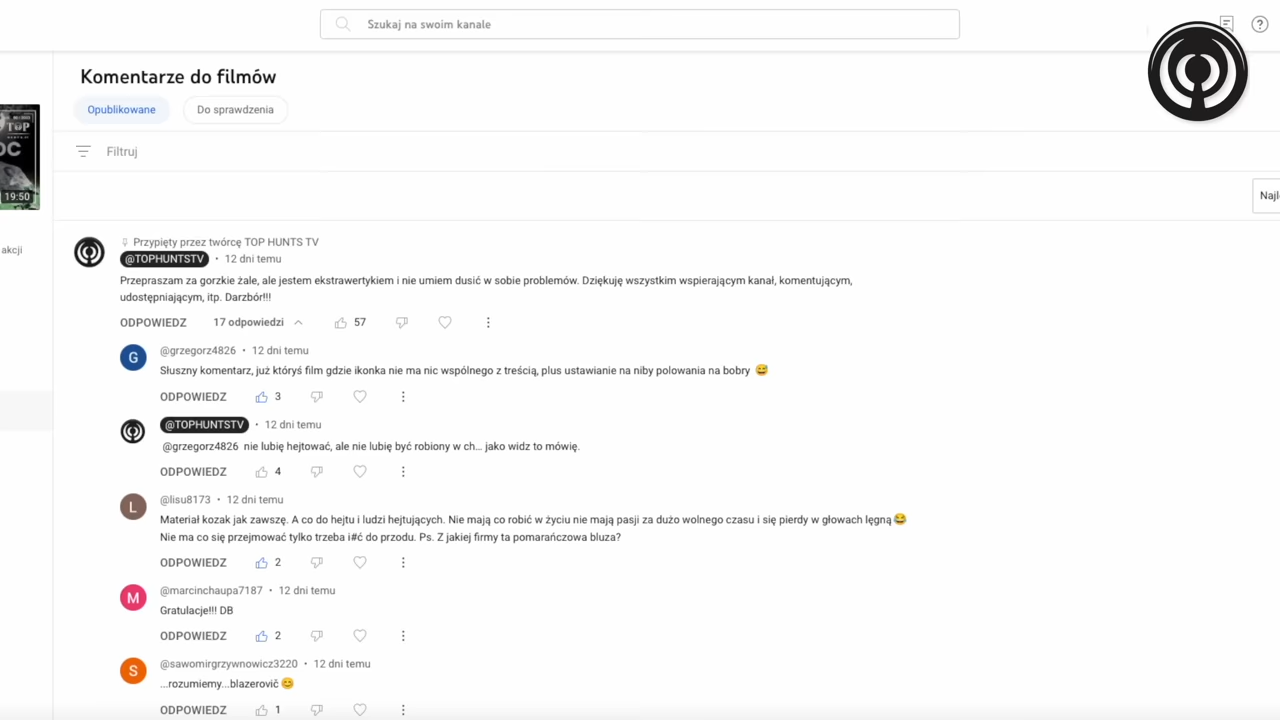 Szukaj na swoim kanale
Komentarze do filmów
Opublikowane
Do sprawdzenia
Filtruj
TOP
OC
19:50
akcji
Przypięty przez twórcę TOP HUNTS TV
@TOPHUNTSTV • 12 dni temu
Przepraszam za gorzkie żale, ale jestem ekstrawertykiem i nie umiem dusić w sobie problemów. Dziękuję wszystkim wspierającym kanał, komentującym,
udostępniającym, itp. Darzbór!!!
ODPOWIEDZ 17 odpowiedzi 57
@grzegorz4826 • 12 dni temu
Słuszny komentarz, już któryś film gdzie ikonka nie ma nic wspólnego z treścią, plus ustawianie na niby polowania na bobry 😅
ODPOWIEDZ 3
@TOPHUNTSTV • 12 dni temu
@grzegorz4826 nie lubię hejtować, ale nie lubię być robiony w ch… jako widz to mówię.
ODPOWIEDZ 4
@lisu8173 • 12 dni temu
Materiał kozak jak zawszę. A co do hejtu i ludzi hejtujących. Nie mają co robić w życiu nie mają pasji za dużo wolnego czasu i się pierdy w głowach lęgną😂
Nie ma co się przejmować tylko trzeba i#ć do przodu. Ps. Z jakiej firmy ta pomarańczowa bluza?
ODPOWIEDZ 2
@marcinchaupa7187 • 12 dni temu
Gratulacje!!! DB
ODPOWIEDZ 2
@sawomirgrzywnowicz3220 • 12 dni temu
...rozumiemy...blazerovič 😊
ODPOWIEDZ 1
G
L
M
S